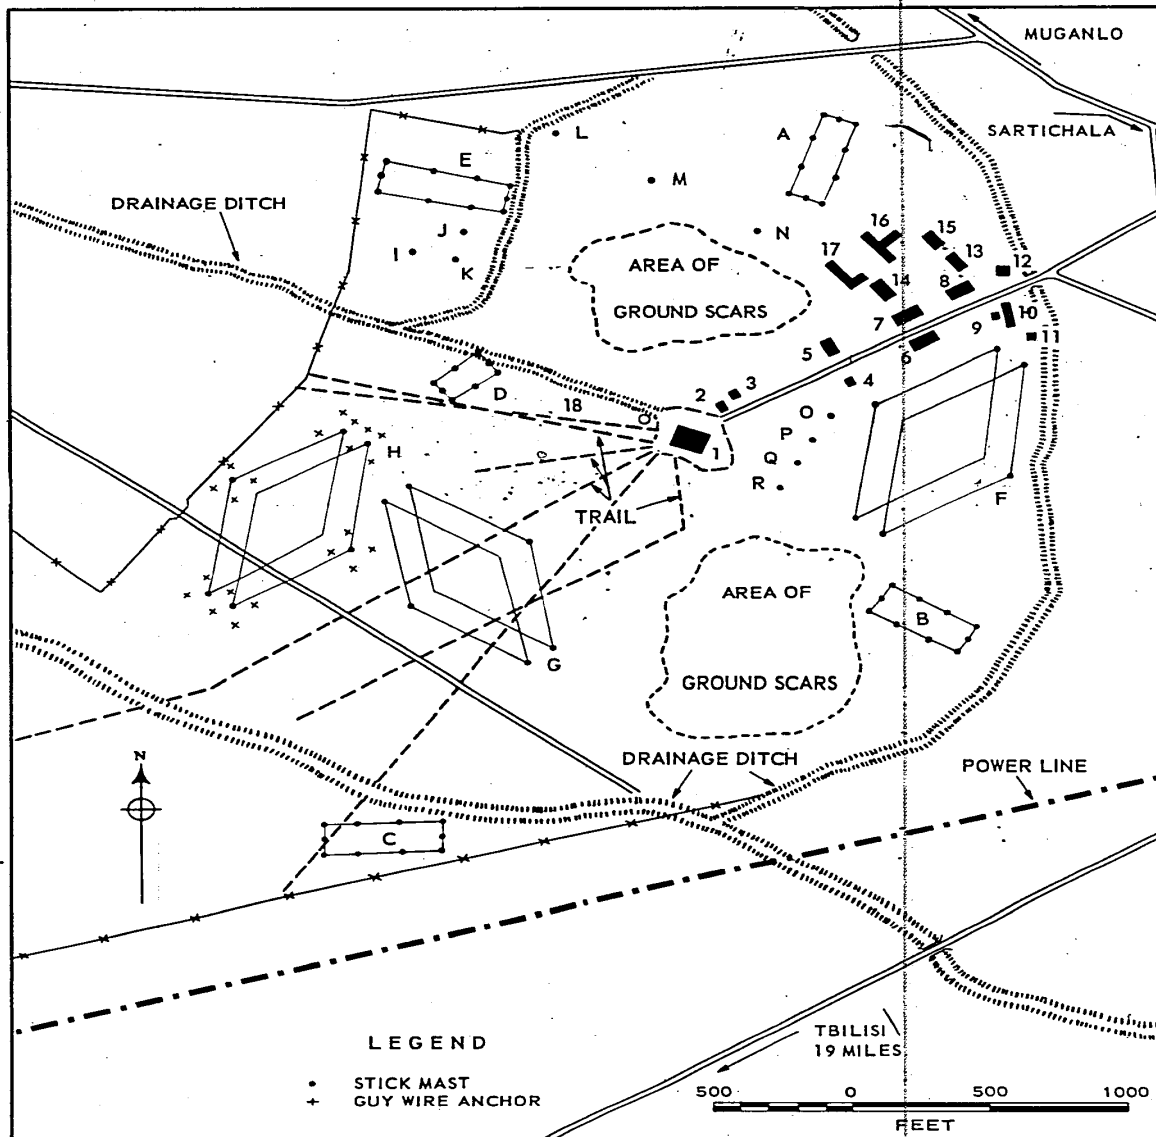 MUGANLO
SARTICHALA
A
L
E
M
DRAINAGE DITCH
J
N
16
15
I
K
17
13
12
AREA OF
GROUND SCARS
14
8
7
9
10
11
5
6
D
18
2
3
4
O
P
1
H
Q
R
F
TRAIL
AREA OF
GROUND SCARS
B
G
DRAINAGE DITCH
POWER LINE
N
C
LEGEND
STICK MAST
GUY WIRE ANCHOR
TBILISI
19 MILES
500 0 500 1000
FEET